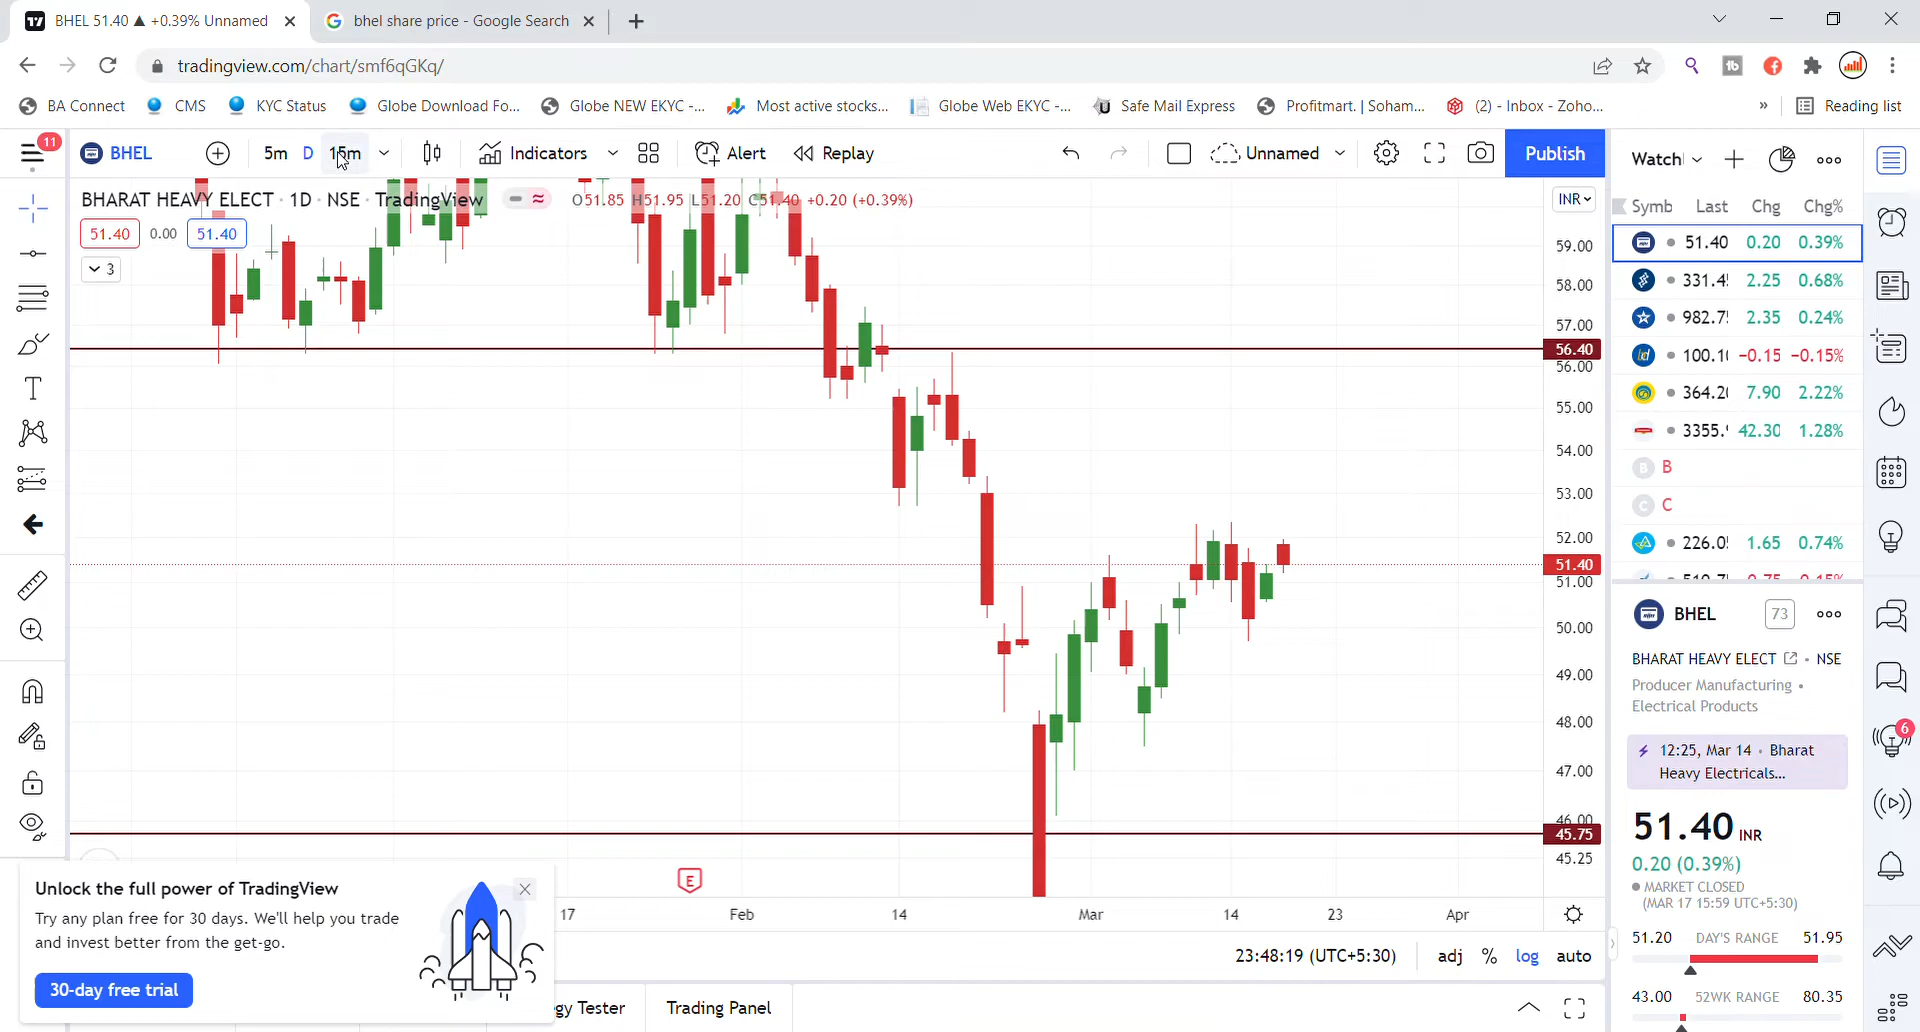 BHEL 51.40 ▲ +0.39% Unnamed
bhel share price - Google Search
tradingview.com/chart/smf6qGKq/
BA Connect
CMS
KYC Status
Globe Download Fo...
Globe NEW EKYC -...
Most active stocks...
Globe Web EKYC -...
Safe Mail Express
Profitmart. | Soham...
(2) - Inbox - Zoho...
»
Reading list
11
BHEL
5m
D
15m
Indicators
Alert
Replay
Unnamed
Publish
BHARAT HEAVY ELECT · 1D · NSE · TradingView
O51.85 H51.95 L51.20 C51.40 +0.20 (+0.39%)
51.40
0.00
51.40
3
INR
59.00
58.00
57.00
56.40
56.00
55.00
54.00
53.00
52.00
51.40
51.00
50.00
49.00
48.00
47.00
46.00
45.75
45.25
E
17
Feb
14
Mar
14
23
Apr
23:48:19 (UTC+5:30)
adj
%
log
auto
Unlock the full power of TradingView
Try any plan free for 30 days. We'll help you trade
and invest better from the get-go.
30-day free trial
gy Tester
Trading Panel
Watch
Symb Last Chg Chg%
51.40 0.20 0.39%
331.4 2.25 0.68%
982.7 2.35 0.24%
100.1 −0.15 −0.15%
364.2 7.90 2.22%
3355. 42.30 1.28%
B B
C C
226.0 1.65 0.74%
BHEL
73
BHARAT HEAVY ELECT • NSE
Producer Manufacturing •
Electrical Products
12:25, Mar 14 • Bharat
Heavy Electricals...
51.40 INR
0.20 (0.39%)
MARKET CLOSED
(MAR 17 15:59 UTC+5:30)
51.20 DAY'S RANGE 51.95
43.00 52WK RANGE 80.35
6